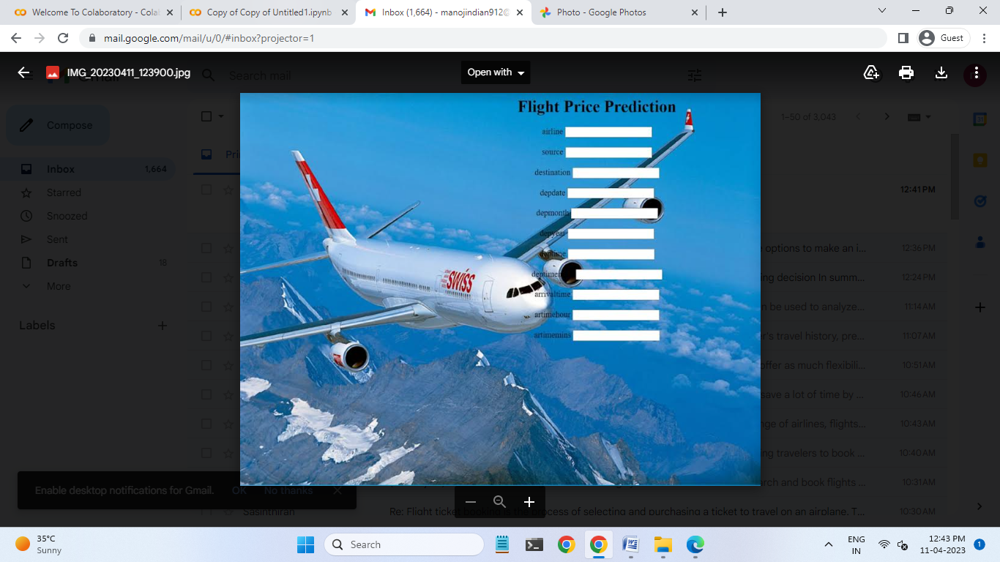 Welcome To Colaboratory - Cola
Copy of Copy of Untitled1.ipynb
Inbox (1,664) - manojindian912@
Photo - Google Photos
mail.google.com/mail/u/0/#inbox?projector=1
Guest
IMG_20230411_123900.jpg
Search mail
Open with
Compose
1–50 of 3,043
Inbox 1,664
Starred
Snoozed
Sent
Drafts 18
More
Labels
Flight Price Prediction
airline
source
destination
depdate
depmonth
depyear
deptime
arrivaltime
artimehour
artimemins
swiss
12:41 PM
options to make an i... 12:36 PM
ing decision In summ... 12:24 PM
n be used to analyze... 11:14 AM
r's travel history, pre... 11:07 AM
offer as much flexibili... 10:51 AM
save a lot of time by ... 10:46 AM
nge of airlines, flights... 10:43 AM
ng travelers to book ... 10:40 AM
arch and book flights ... 10:31 AM
Enable desktop notifications for Gmail. OK No thanks
Sasirithiran Re: Flight ticket booking is the process of selecting and purchasing a ticket to travel on an airplane. T... 10:30 AM
35°C
Sunny
Search
ENG
IN
12:43 PM
11-04-2023
1